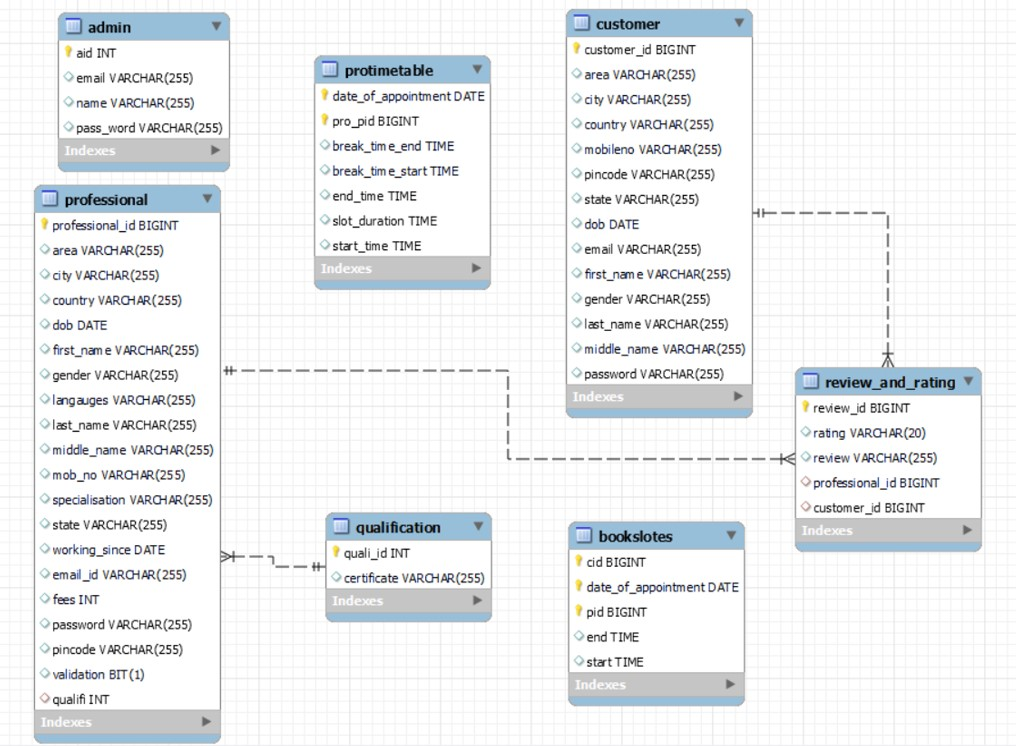 admin
aid INT
email VARCHAR(255)
name VARCHAR(255)
pass_word VARCHAR(255)
Indexes
protimetable
date_of_appointment DATE
pro_pid BIGINT
break_time_end TIME
break_time_start TIME
end_time TIME
slot_duration TIME
start_time TIME
Indexes
customer
customer_id BIGINT
area VARCHAR(255)
city VARCHAR(255)
country VARCHAR(255)
mobileno VARCHAR(255)
pincode VARCHAR(255)
state VARCHAR(255)
dob DATE
email VARCHAR(255)
first_name VARCHAR(255)
gender VARCHAR(255)
last_name VARCHAR(255)
middle_name VARCHAR(255)
password VARCHAR(255)
Indexes
professional
professional_id BIGINT
area VARCHAR(255)
city VARCHAR(255)
country VARCHAR(255)
dob DATE
first_name VARCHAR(255)
gender VARCHAR(255)
langauges VARCHAR(255)
last_name VARCHAR(255)
middle_name VARCHAR(255)
mob_no VARCHAR(255)
specialisation VARCHAR(255)
state VARCHAR(255)
working_since DATE
email_id VARCHAR(255)
fees INT
password VARCHAR(255)
pincode VARCHAR(255)
validation BIT(1)
qualifi INT
Indexes
review_and_rating
review_id BIGINT
rating VARCHAR(20)
review VARCHAR(255)
professional_id BIGINT
customer_id BIGINT
Indexes
qualification
quali_id INT
certificate VARCHAR(255)
Indexes
bookslotes
cid BIGINT
date_of_appointment DATE
pid BIGINT
end TIME
start TIME
Indexes